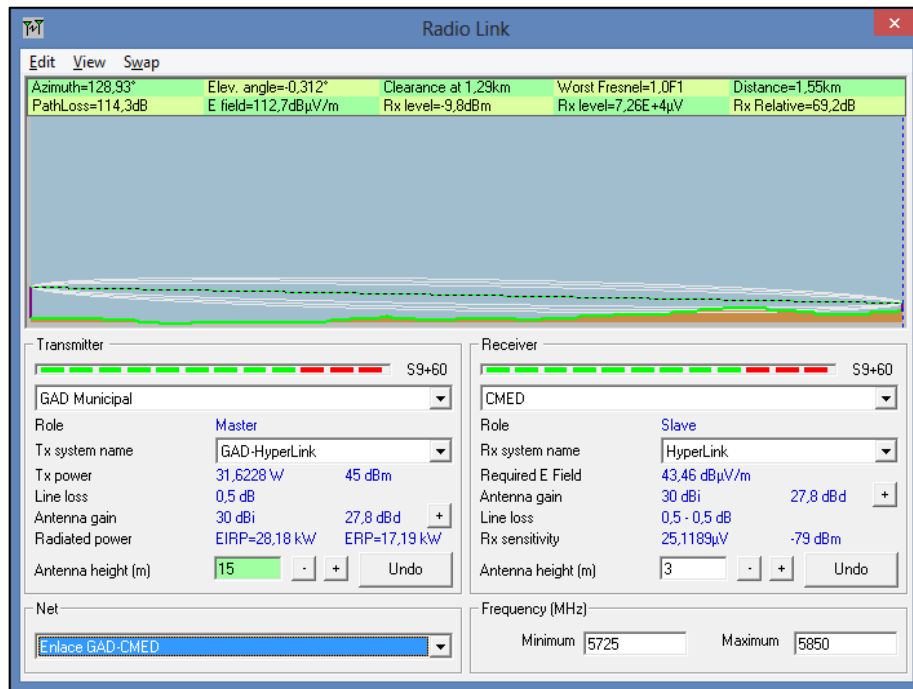 Radio Link
Edit View Swap
Azimuth=128,93° Elev. angle=-0,312° Clearance at 1,29km Worst Fresnel=1,0F1 Distance=1,55km
PathLoss=114,3dB E field=112,7dBµV/m Rx level=-9,8dBm Rx level=7,26E+4µV Rx Relative=69,2dB
Transmitter
S9+60
GAD Municipal
Role Master
Tx system name GAD-HyperLink
Tx power 31,6228 W 45 dBm
Line loss 0,5 dB
Antenna gain 30 dBi 27,8 dBd +
Radiated power EIRP=28,18 kW ERP=17,19 kW
Antenna height (m) 15 - + Undo
Receiver
S9+60
CMED
Role Slave
Rx system name HyperLink
Required E Field 43,46 dBµV/m
Antenna gain 30 dBi 27,8 dBd +
Line loss 0,5 - 0,5 dB
Rx sensitivity 25,1189µV -79 dBm
Antenna height (m) 3 - + Undo
Net
Enlace GAD-CMED
Frequency (MHz)
Minimum 5725 Maximum 5850